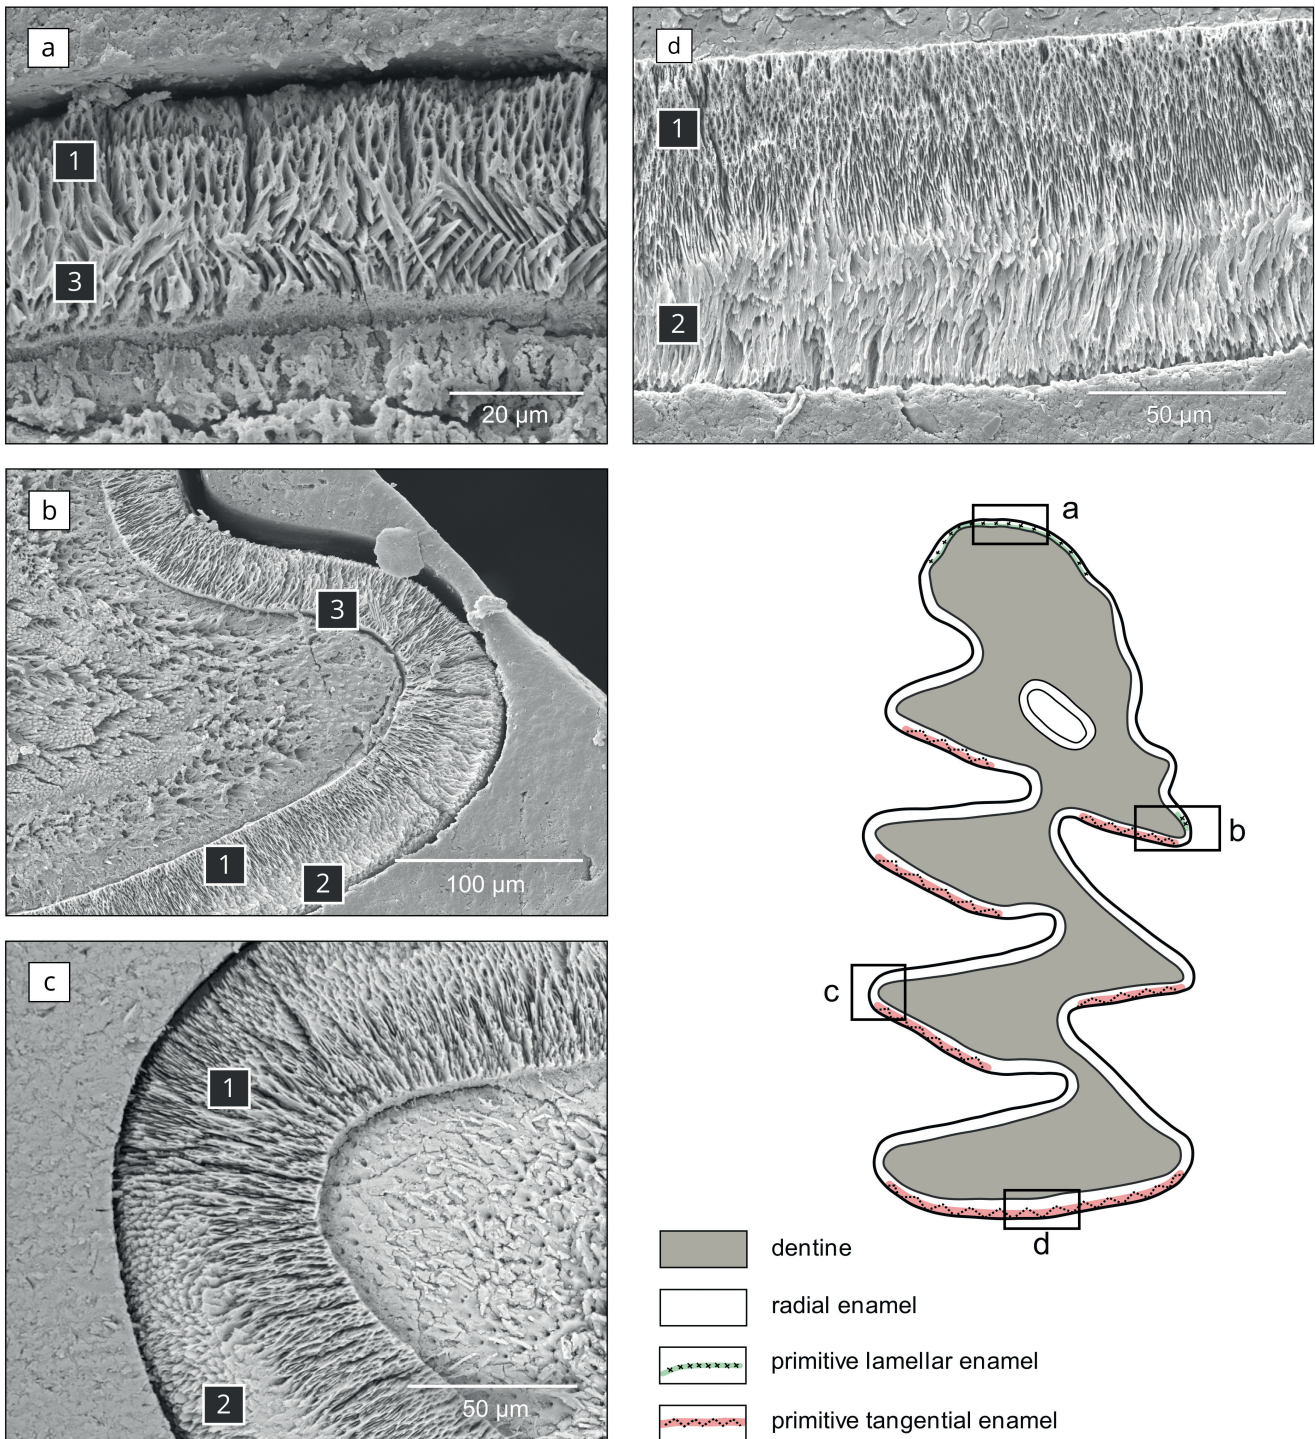 a
1
3
20 µm
d
1
2
50 µm
b
3
1
2
100 µm
c
1
2
50 µm
a
b
c
d
dentine
radial enamel
primitive lamellar enamel
primitive tangential enamel